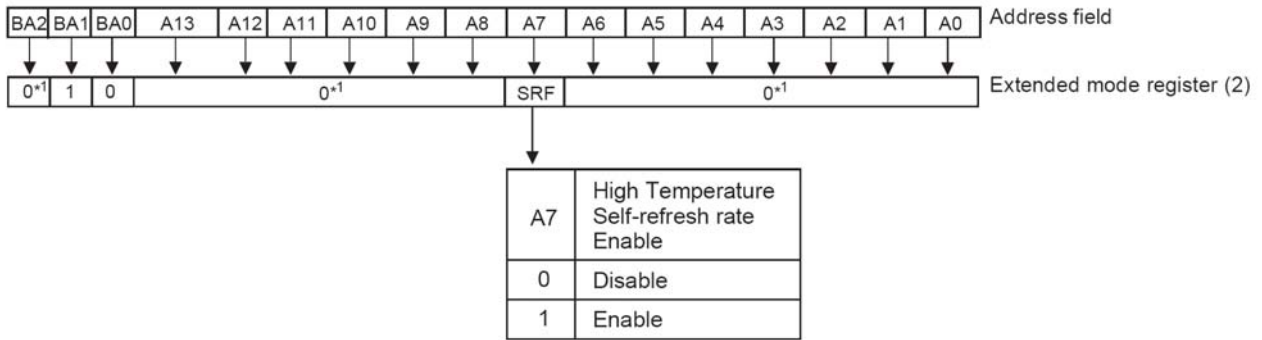 BA2 BA1 BA0 A13 A12 A11 A10 A9 A8 A7 A6 A5 A4 A3 A2 A1 A0 Address field
0*1 1 0 0*1 SRF 0*1 Extended mode register (2)
A7 High Temperature
Self-refresh rate
Enable
0 Disable
1 Enable